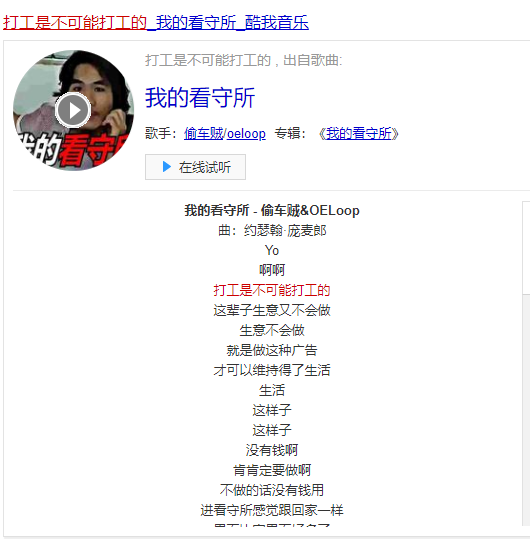 打工是不可能打工的_我的看守所_酷我音乐
打工是不可能打工的 , 出自歌曲:
我的看守所
歌手：偷车贼/oeloop 专辑：《我的看守所》
在线试听
的看守所
我的看守所 - 偷车贼&OELoop
曲：约瑟翰·庞麦郎
Yo
啊啊
打工是不可能打工的
这辈子生意又不会做
生意不会做
就是做这种广告
才可以维持得了生活
生活
这样子
这样子
没有钱啊
肯肯定要做啊
不做的话没有钱用
进看守所感觉跟回家一样